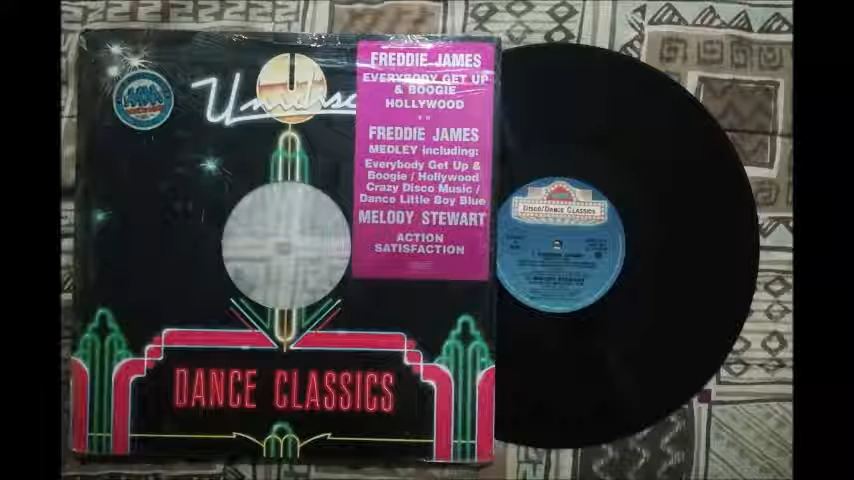 Unidisc
FREDDIE JAMES
EVERYBODY GET UP
& BOOGIE
HOLLYWOOD
* *
FREDDIE JAMES
MEDLEY including:
Everybody Get Up &
Boogie / Hollywood
Crazy Disco Music /
Dance Little Boy Blue
MELODY STEWART
ACTION
SATISFACTION
DANCE CLASSICS
DISCO/DANCE CLASSICS